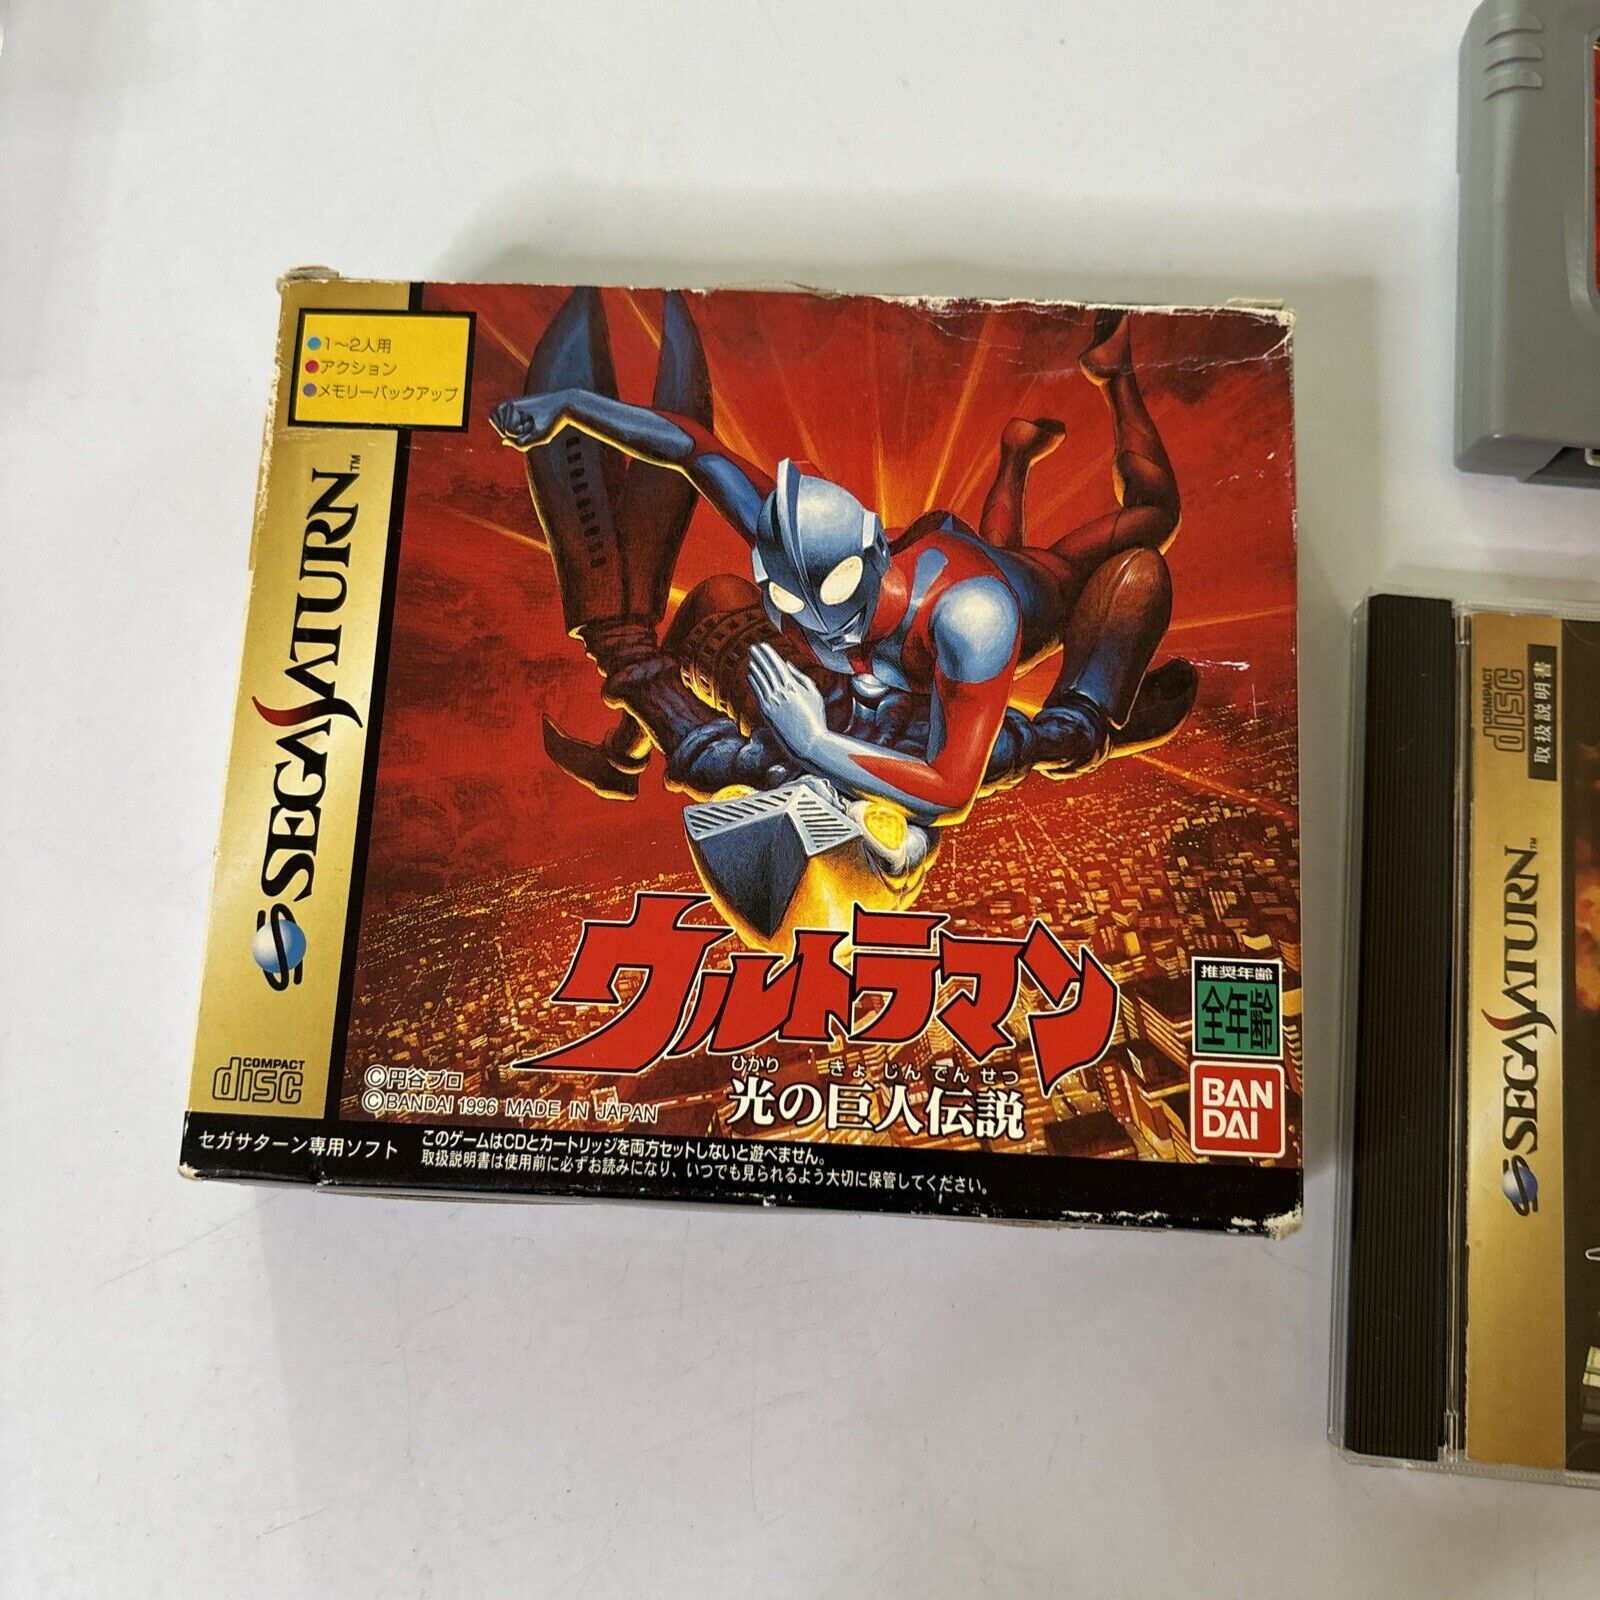 ●1～2人用
●アクション
●メモリーバックアップ
SEGA SATURN™
COMPACT
disc
ウルトラマン
ひかり きょじんでんせつ
光の巨人伝説
©円谷プロ
©BANDAI 1996 MADE IN JAPAN
推奨年齢
全年齢
BAN
DAI
セガサターン専用ソフト
このゲームはCDとカートリッジを両方セットしないと遊べません。
取扱説明書は使用前に必ずお読みになり、いつでも見られるよう大切に保管してください。
COMPACT
disc
取扱説明書
SEGA SATURN™